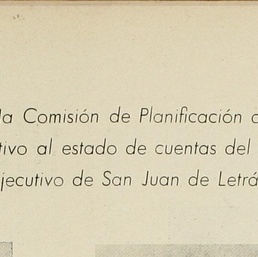 la Comisión de Planificación
tivo al estado de cuentas del
jecutivo de San Juan de Letrá